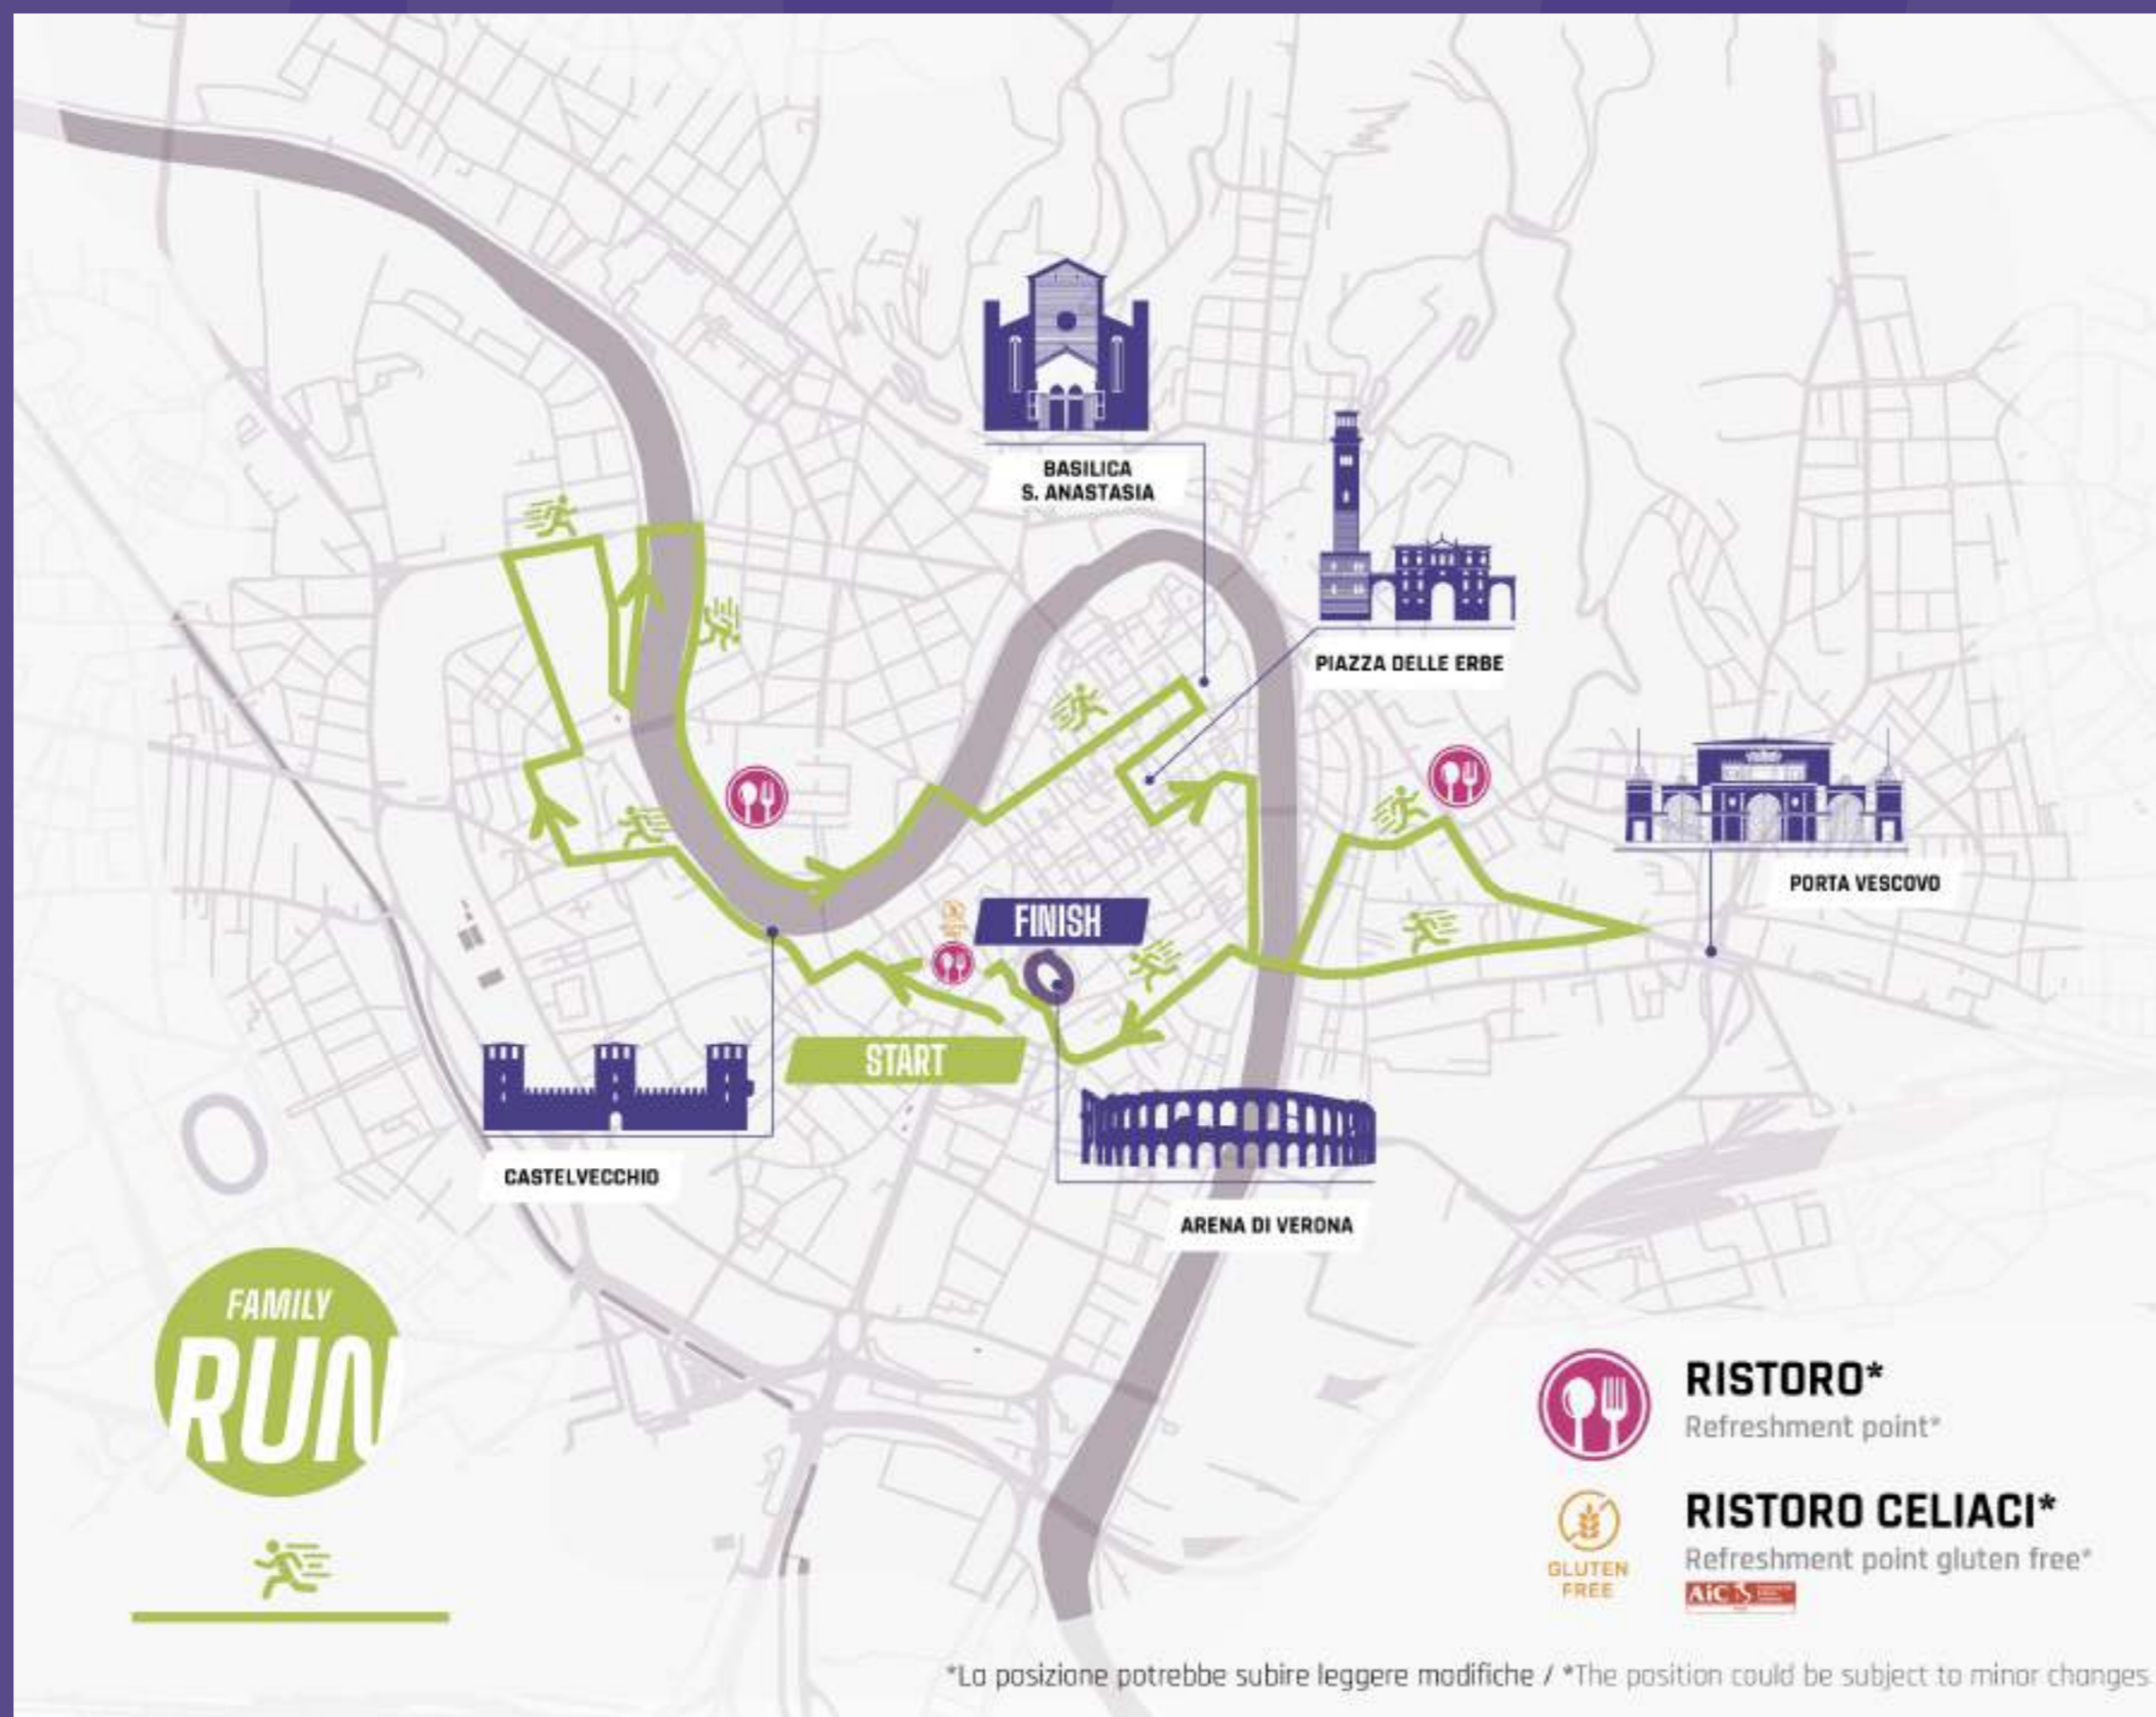 BASILICA
S. ANASTASIA
PIAZZA DELLE ERBE
PORTA VESCOVO
FINISH
START
CASTELVECCHIO
ARENA DI VERONA
FAMILY
RUN
RISTORO*
Refreshment point*
GLUTEN
FREE
RISTORO CELIACI*
Refreshment point gluten free*
AiC
*La posizione potrebbe subire leggere modifiche / *The position could be subject to minor changes